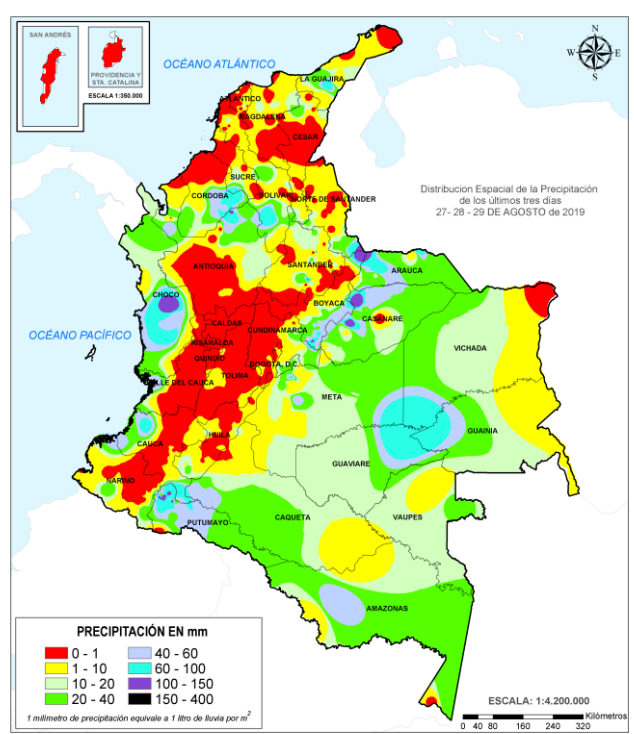 SAN ANDRÉS
PROVIDENCIA Y
STA. CATALINA
ESCALA 1:350.000
OCÉANO ATLÁNTICO
N
W
E
S
LA GUAJIRA
ATLANTICO
MAGDALENA
CESAR
SUCRE
CORDOBA
BOLIVAR
NORTE DE SANTANDER
Distribucion Espacial de la Precipitación
de los últimos tres días
27- 28 - 29 DE AGOSTO de 2019
ANTIOQUIA
SANTANDER
ARAUCA
CHOCO
BOYACA
CASANARE
OCÉANO PACÍFICO
CALDAS
CUNDINAMARCA
RISARALDA
VICHADA
QUINDIO
BOGOTA, D.C.
TOLIMA
VALLE DEL CAUCA
META
CAUCA
HUILA
GUAINIA
GUAVIARE
NARIÑO
PUTUMAYO
CAQUETA
VAUPES
AMAZONAS
PRECIPITACIÓN EN mm
0 - 1
40 - 60
1 - 10
60 - 100
10 - 20
100 - 150
20 - 40
150 - 400
1 milimetro de precipitación equivale a 1 litro de lluvia por m2
ESCALA: 1:4.200.000
Kilómetros
0 40 80 160 240 320